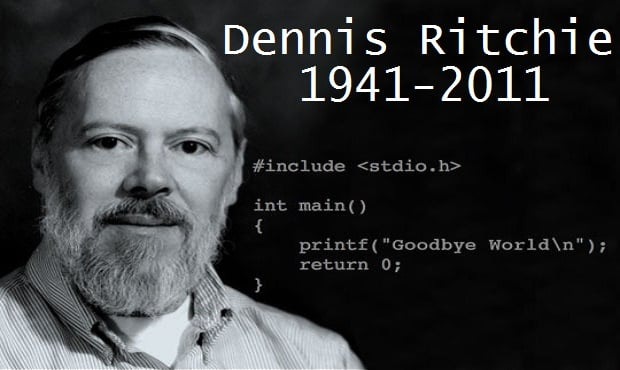 Dennis Ritchie
1941-2011
#include <stdio.h>
int main()
{
    printf("Goodbye World\n");
    return 0;
}